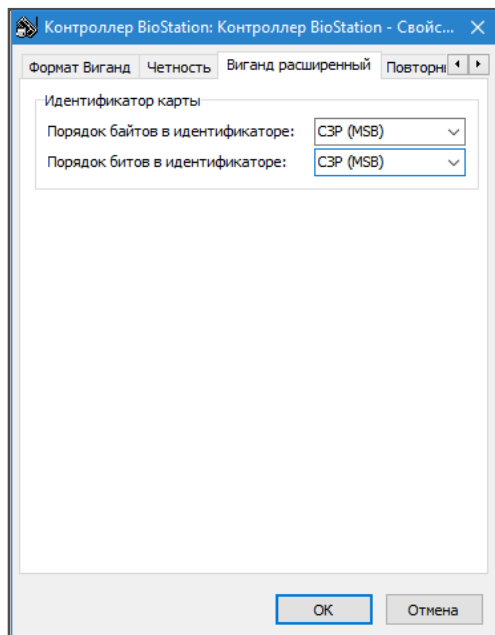 Контроллер BioStation: Контроллер BioStation - Свойс...
Формат Виганд Четность Виганд расширенный Повторн
Идентификатор карты
Порядок байтов в идентификаторе: СЗР (MSB)
Порядок битов в идентификаторе: СЗР (MSB)
ОК Отмена